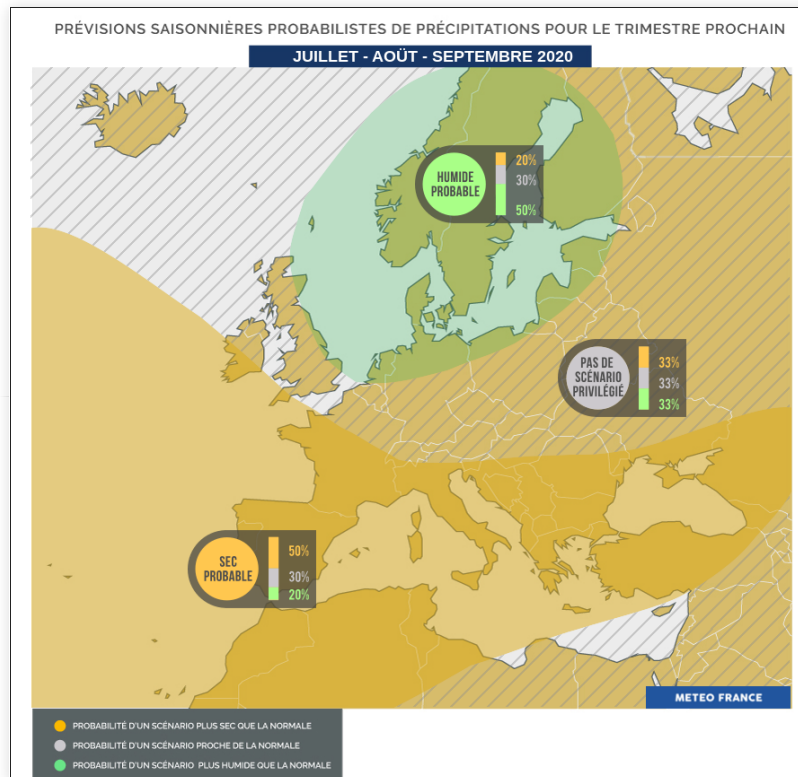 PRÉVISIONS SAISONNIÈRES PROBABILISTES DE PRÉCIPITATIONS POUR LE TRIMESTRE PROCHAIN
JUILLET - AOÜT - SEPTEMBRE 2020
HUMIDE
PROBABLE
20%
30%
50%
PAS DE
SCÉNARIO
PRIVILÉGIÉ
33%
33%
33%
SEC
PROBABLE
50%
30%
20%
METEO FRANCE
PROBABILITÉ D'UN SCÉNARIO PLUS SEC QUE LA NORMALE
PROBABILITÉ D'UN SCÉNARIO PROCHE DE LA NORMALE
PROBABILITÉ D'UN SCÉNARIO PLUS HUMIDE QUE LA NORMALE